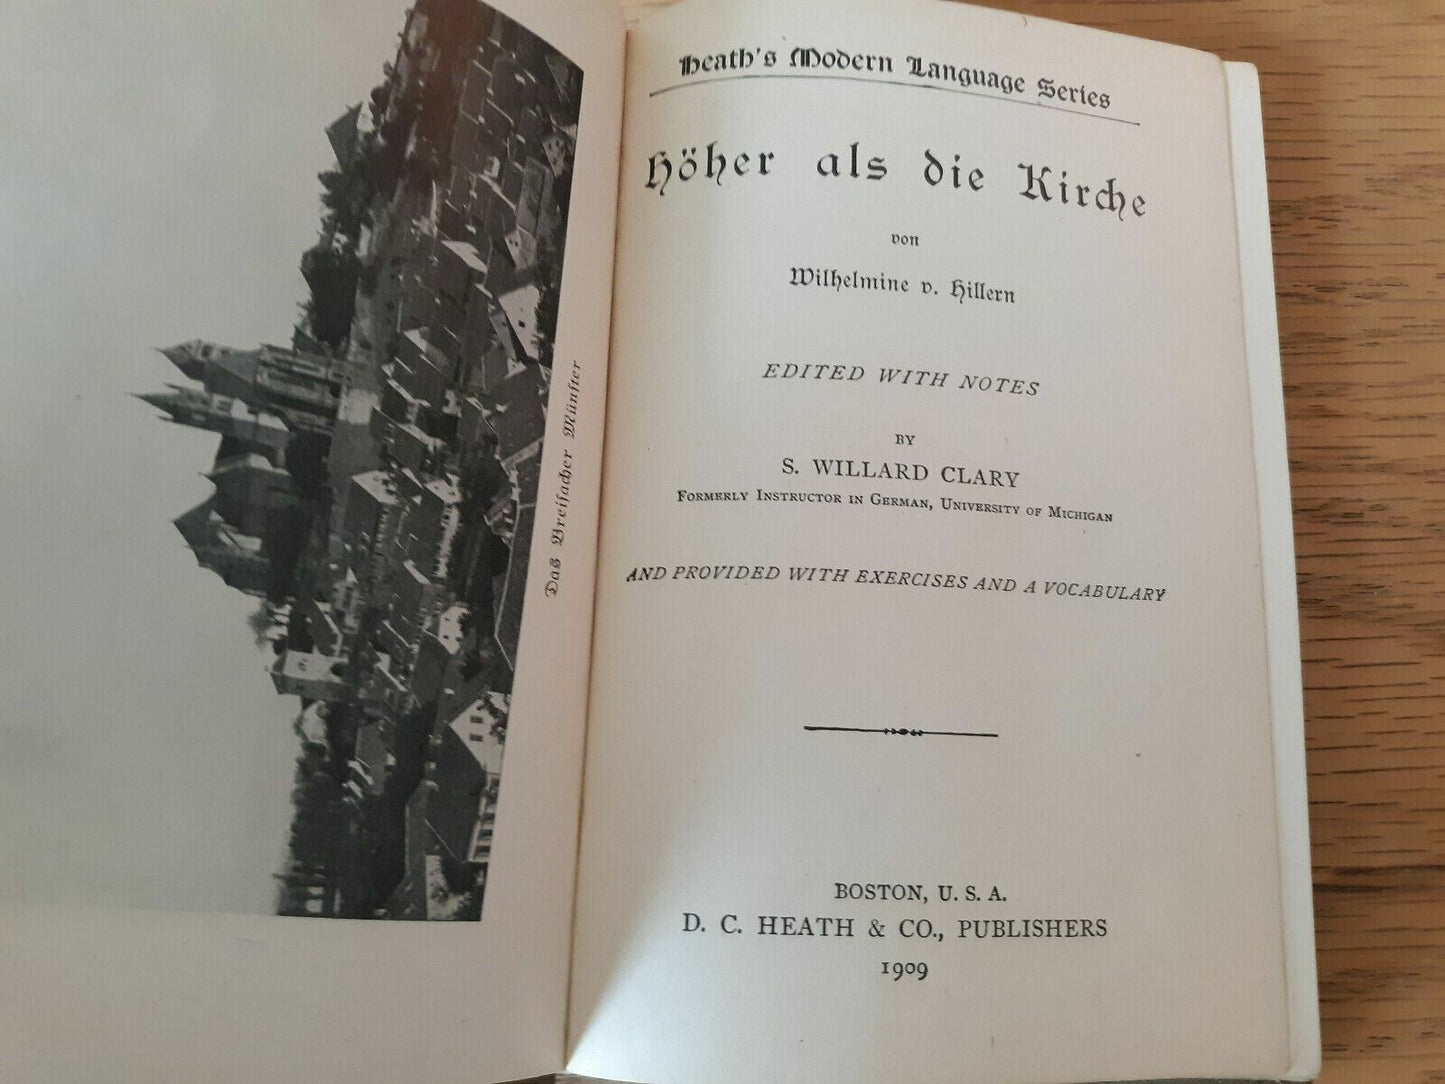 Das Breisacher Münster
Heath's Modern Language Series
Höher als die Kirche
von
Wilhelmine v. Hillern
EDITED WITH NOTES
BY
S. WILLARD CLARY
FORMERLY INSTRUCTOR IN GERMAN, UNIVERSITY OF MICHIGAN
AND PROVIDED WITH EXERCISES AND A VOCABULARY
BOSTON, U. S. A.
D. C. HEATH & CO., PUBLISHERS
1909